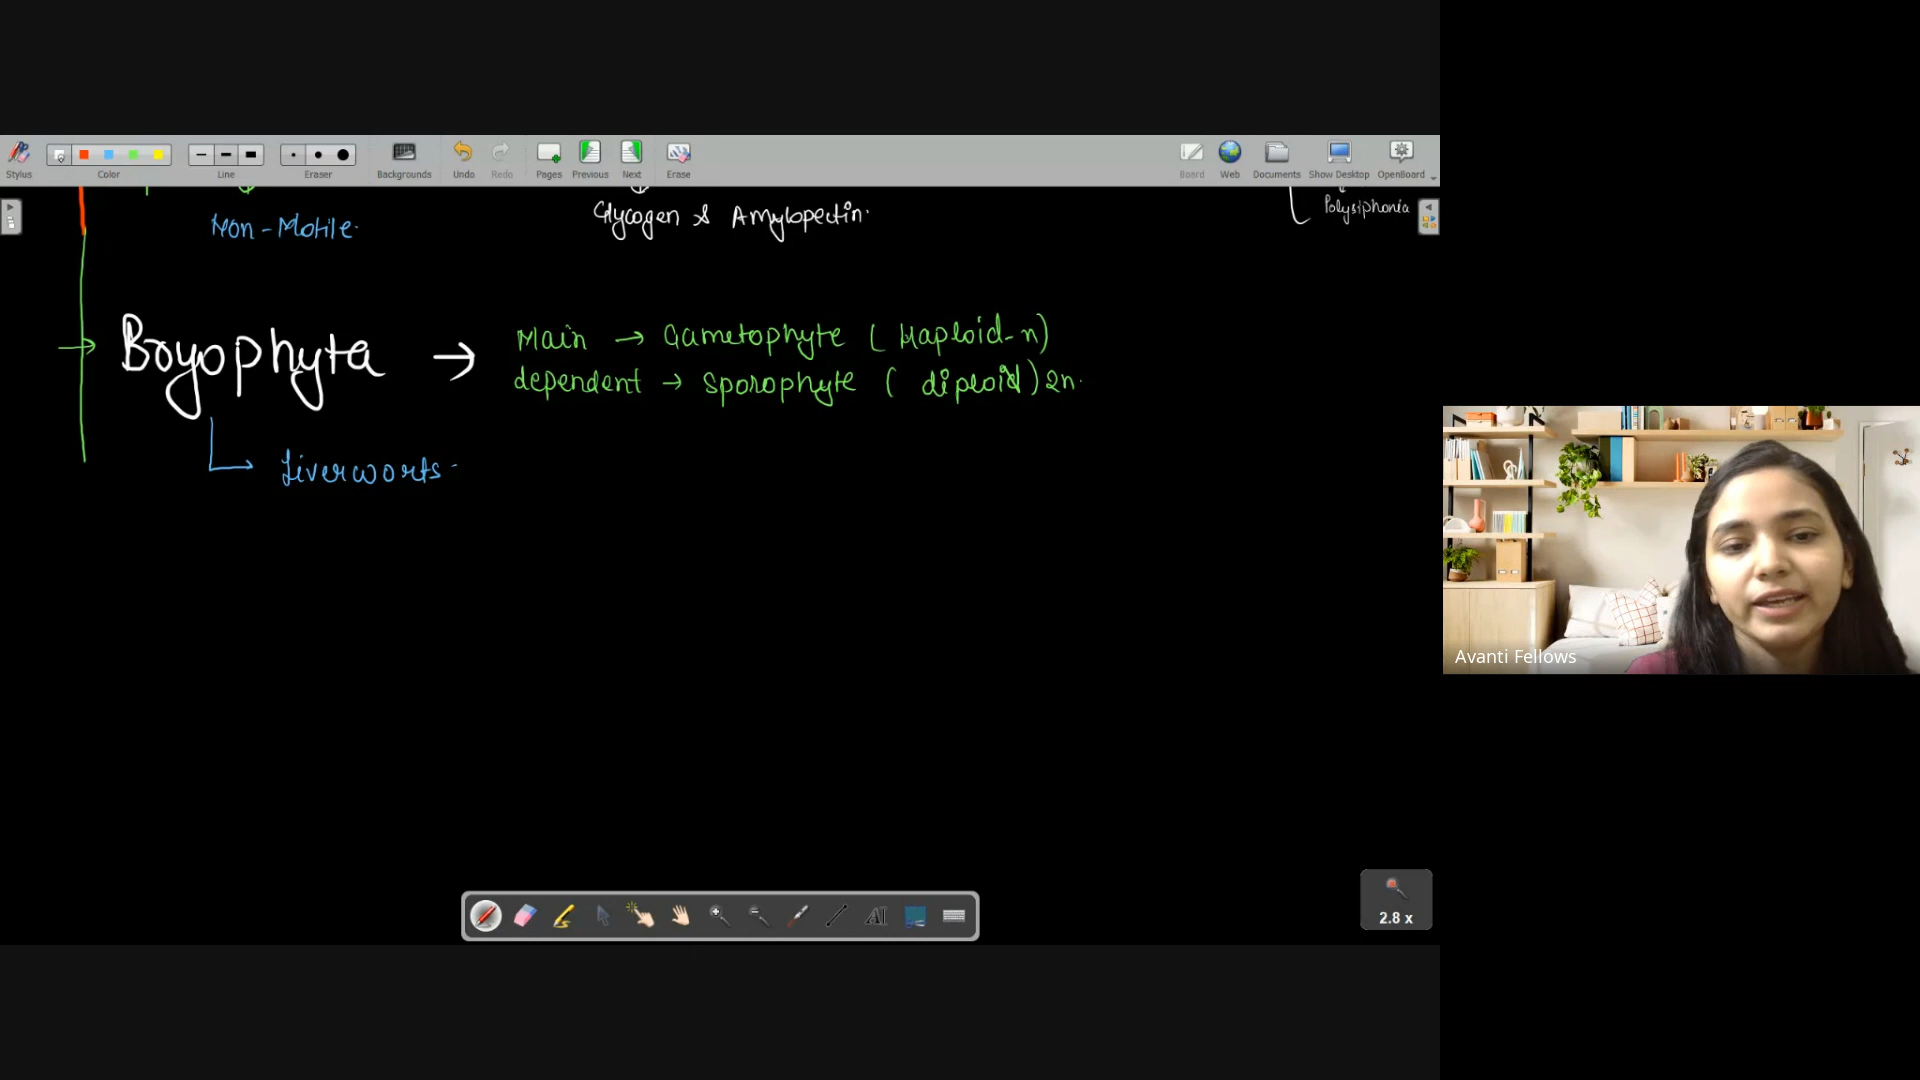 Stylus
Color
Line
Eraser
Backgrounds
Undo
Redo
Pages
Previous
Next
Erase
Board
Web
Documents
Show Desktop
OpenBoard
Non-Motile.
Glycogen & Amylopectin.
Polysiphonia
Boyophyta → Main → Gametophyte (Haploid-n)
dependent → sporophyte (diploid) 2n.
Liverworts.
Avanti Fellows
2.8 x